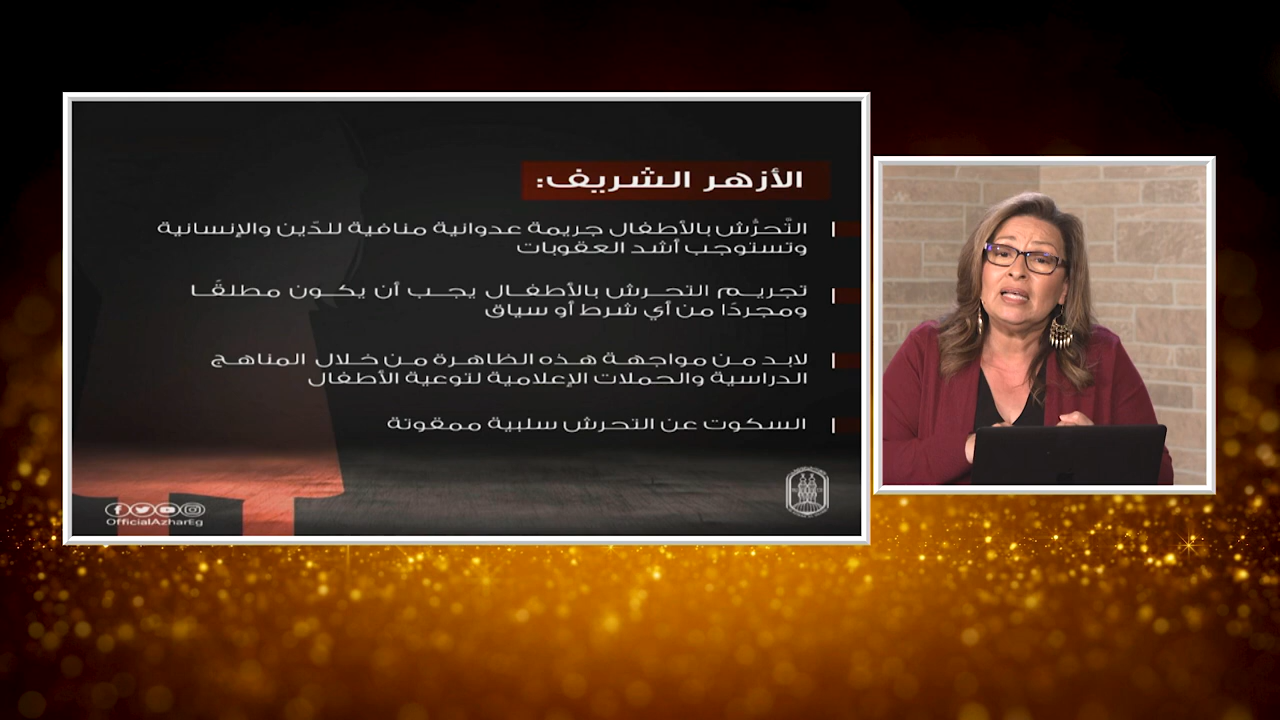 الأزهر الشريف:
التَّحرُّش بالأطفال جريمة عدوانية منافية للدّين والإنسانية
وتستوجب أشد العقوبات
تجريم التحرش بالأطفال يجب أن يكون مطلقًا
ومجردًا من أي شرط أو سياق
لابد من مواجهة هذه الظاهرة من خلال المناهج
الدراسية والحملات الإعلامية لتوعية الأطفال
السكوت عن التحرش سلبية ممقوتة
OfficialAzharEg